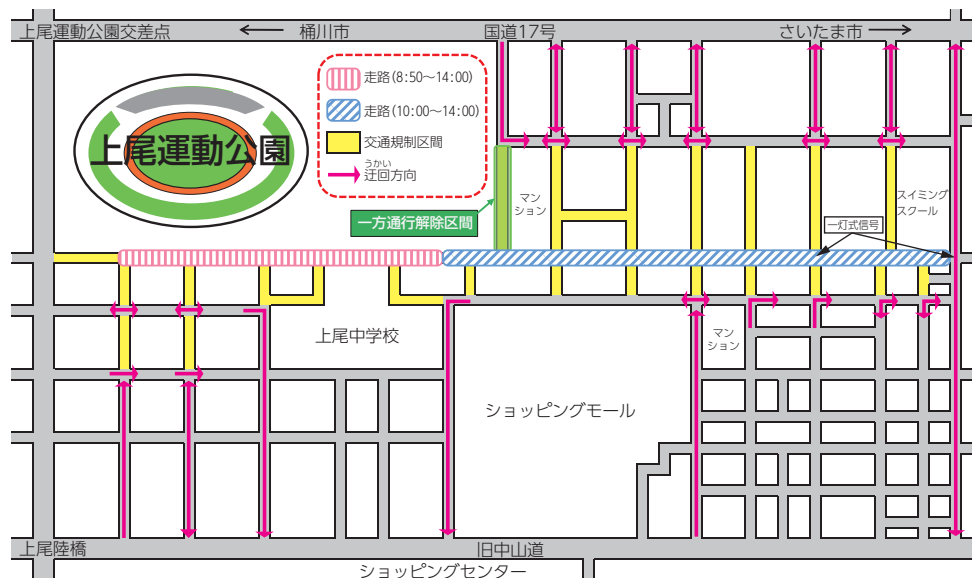 上尾運動公園交差点
桶川市
国道17号
さいたま市
走路(8:50～14:00)
走路(10:00～14:00)
交通規制区間
うかい
迂回方向
上尾運動公園
マン
ション
スイミング
スクール
一方通行解除区間
一灯式信号
上尾中学校
マン
ション
ショッピングモール
上尾陸橋
旧中山道
ショッピングセンター